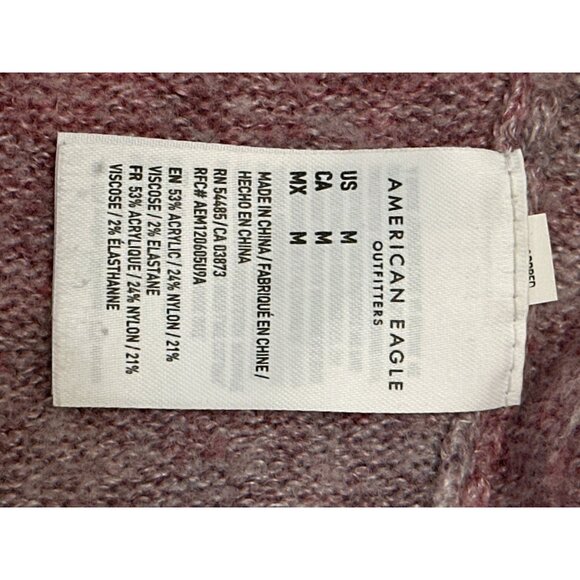 AMERICAN EAGLE
OUTFITTERS
US M
CA M
MX M
MADE IN CHINA / FABRIQUÉ EN CHINE /
HECHO EN CHINA
RN 54485 / CA 03873
RFC# AEM120605U9A
EN 53% ACRYLIC / 24% NYLON / 21%
VISCOSE / 2% ELASTANE
FR 53% ACRYLIQUE / 24% NYLON / 21%
VISCOSE / 2% ÉLASTHANNE